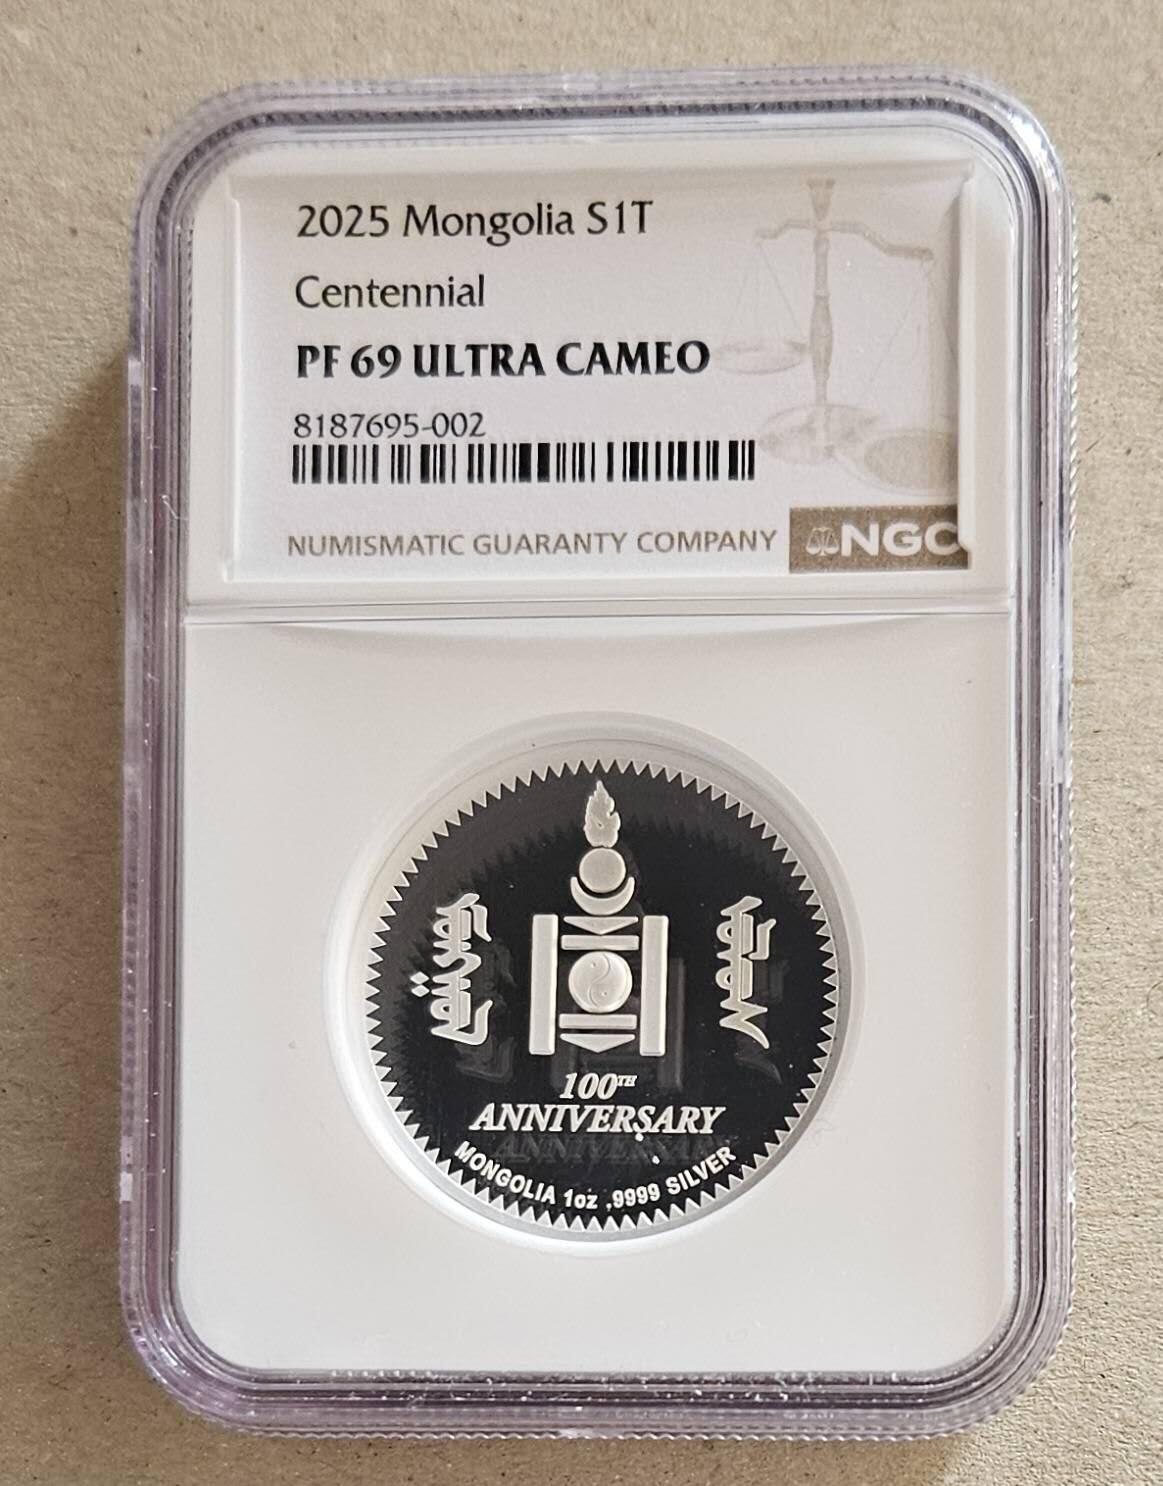 2025 Mongolia S1T
Centennial
PF 69 ULTRA CAMEO
8187695-002
NUMISMATIC GUARANTY COMPANY NGC
100TH
ANNIVERSARY
MONGOLIA 1oz .9999 SILVER